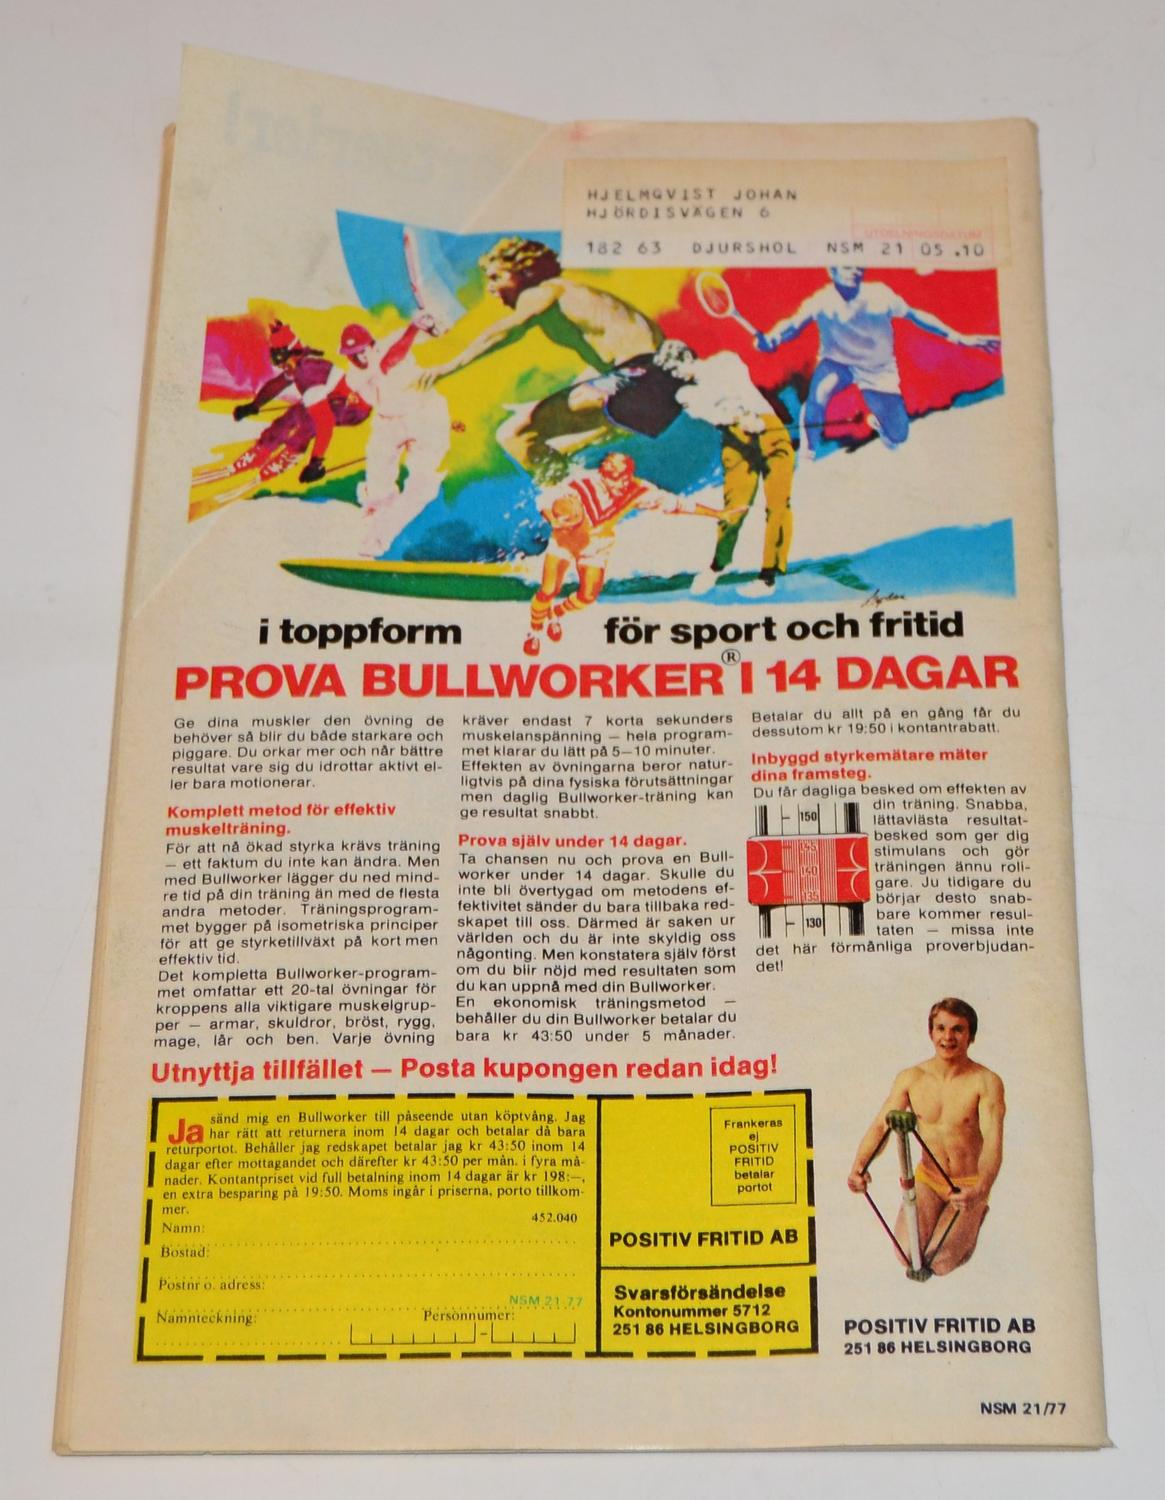 HJELMQVIST JOHAN
HJÖRDISVÄGEN 6
UTDELNINGSDATUM
182 63 DJURSHOL NSM 21 05 .10
i toppform för sport och fritid
PROVA BULLWORKER® I 14 DAGAR
Ge dina muskler den övning de
behöver så blir du både starkare och
piggare. Du orkar mer och når bättre
resultat vare sig du idrottar aktivt el-
ler bara motionerar.
Komplett metod för effektiv
muskelträning.
För att nå ökad styrka krävs träning
— ett faktum du inte kan ändra. Men
med Bullworker lägger du ned mind-
re tid på din träning än med de flesta
andra metoder. Träningsprogram-
met bygger på isometriska principer
för att ge styrketillväxt på kort men
effektiv tid.
Det kompletta Bullworker-program-
met omfattar ett 20-tal övningar för
kroppens alla viktigare muskelgrup-
per — armar, skuldror, bröst, rygg,
mage, lår och ben. Varje övning
kräver endast 7 korta sekunders
muskelanspänning — hela program-
met klarar du lätt på 5—10 minuter.
Effekten av övningarna beror natur-
ligtvis på dina fysiska förutsättningar
men daglig Bullworker-träning kan
ge resultat snabbt.
Prova själv under 14 dagar.
Ta chansen nu och prova en Bull-
worker under 14 dagar. Skulle du
inte bli övertygad om metodens ef-
fektivitet sänder du bara tillbaka red-
skapet till oss. Därmed är saken ur
världen och du är inte skyldig oss
någonting. Men konstatera själv först
om du blir nöjd med resultaten som
du kan uppnå med din Bullworker.
En ekonomisk träningsmetod —
behåller du din Bullworker betalar du
bara kr 43:50 under 5 månader.
Betalar du allt på en gång får du
dessutom kr 19:50 i kontantrabatt.
Inbyggd styrkemätare mäter
dina framsteg.
Du får dagliga besked om effekten av
din träning. Snabba,
lättavlästa resultat-
besked som ger dig
stimulans och gör
träningen ännu roli-
gare. Ju tidigare du
börjar desto snab-
bare kommer resul-
taten — missa inte
det här förmånliga proverbjudan-
det!
150
145
140
135
130
Utnyttja tillfället — Posta kupongen redan idag!
Ja sänd mig en Bullworker till påseende utan köptvång. Jag
har rätt att returnera inom 14 dagar och betalar då bara
returportot. Behåller jag redskapet betalar jag kr 43:50 inom 14
dagar efter mottagandet och därefter kr 43:50 per mån. i fyra må-
nader. Kontantpriset vid full betalning inom 14 dagar är kr 198:—,
en extra besparing på 19:50. Moms ingår i priserna, porto tillkom-
mer.
452.040
Namn:
Bostad:
Postnr o. adress:
NSM 21 77
Namnteckning: Personnumer:
Frankeras
ej
POSITIV
FRITID
betalar
portot
POSITIV FRITID AB
Svarsförsändelse
Kontonummer 5712
251 86 HELSINGBORG
POSITIV FRITID AB
251 86 HELSINGBORG
NSM 21/77